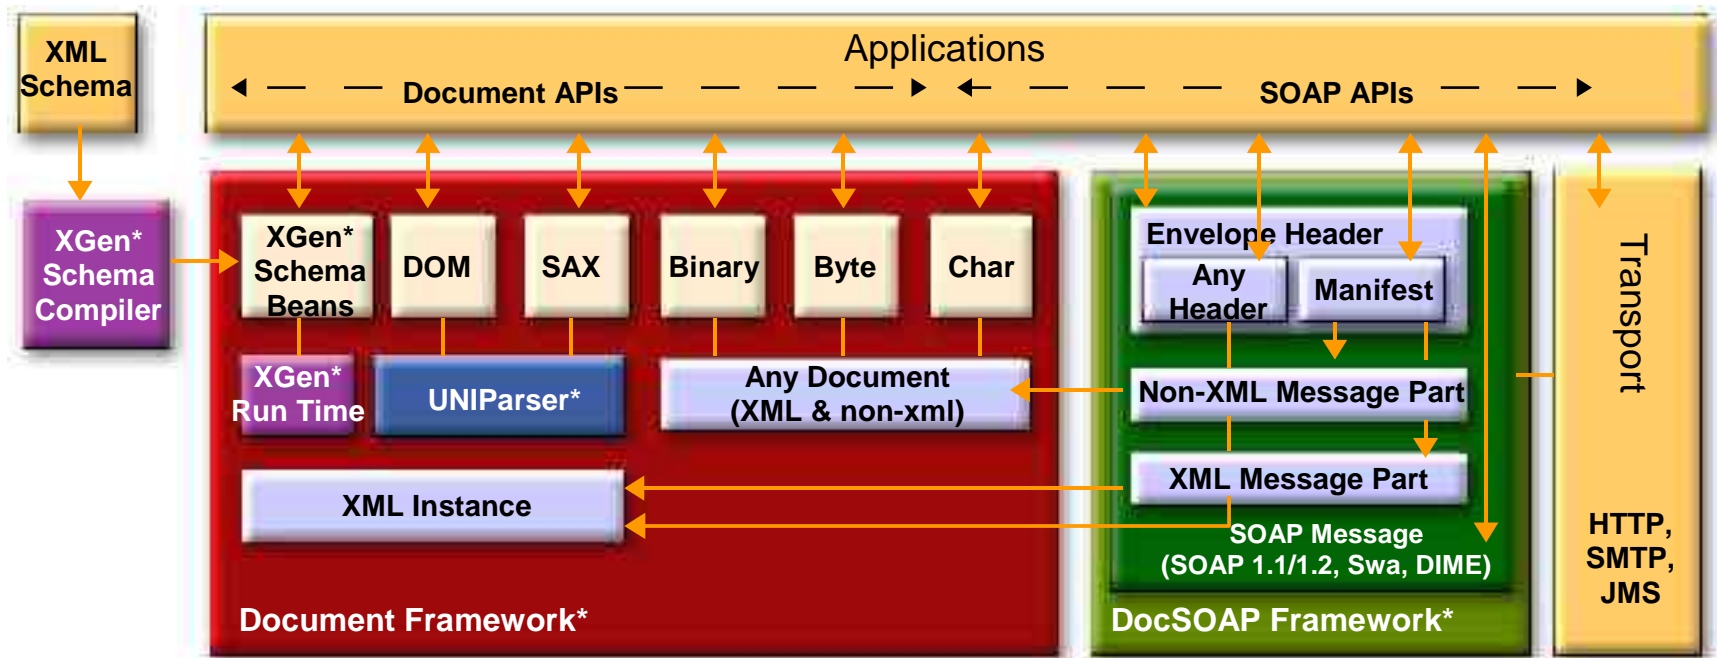 XML
Schema
Applications
Document APIs
SOAP APIs
XGen*
Schema
Compiler
XGen*
Schema
Beans
DOM
SAX
Binary
Byte
Char
Envelope Header
Any
Header
Manifest
Transport
XGen*
Run Time
UNIParser*
Any Document
(XML & non-xml)
Non-XML Message Part
XML Instance
XML Message Part
SOAP Message
(SOAP 1.1/1.2, Swa, DIME)
HTTP,
SMTP,
JMS
Document Framework*
DocSOAP Framework*